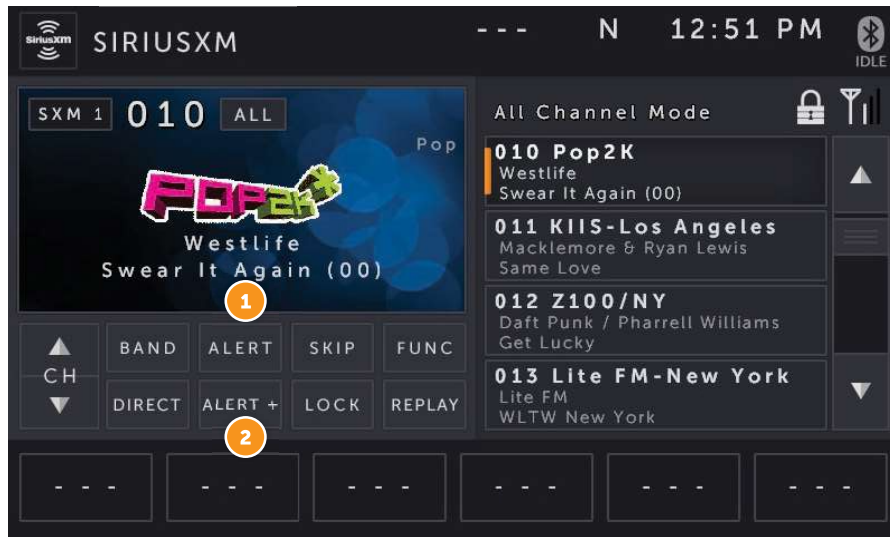 SiriusXm
SIRIUSXM
- - - N 12:51 PM
IDLE
SXM 1 010 ALL
Pop
POP2K
Westlife
Swear It Again (00)
1
CH
BAND ALERT SKIP FUNC
DIRECT ALERT + LOCK REPLAY
2
All Channel Mode
010 Pop2K
Westlife
Swear It Again (00)
011 KIIS-Los Angeles
Macklemore & Ryan Lewis
Same Love
012 Z100/NY
Daft Punk / Pharrell Williams
Get Lucky
013 Lite FM-New York
Lite FM
WLTW New York
- - - - - - - - - - - - - - - - - -